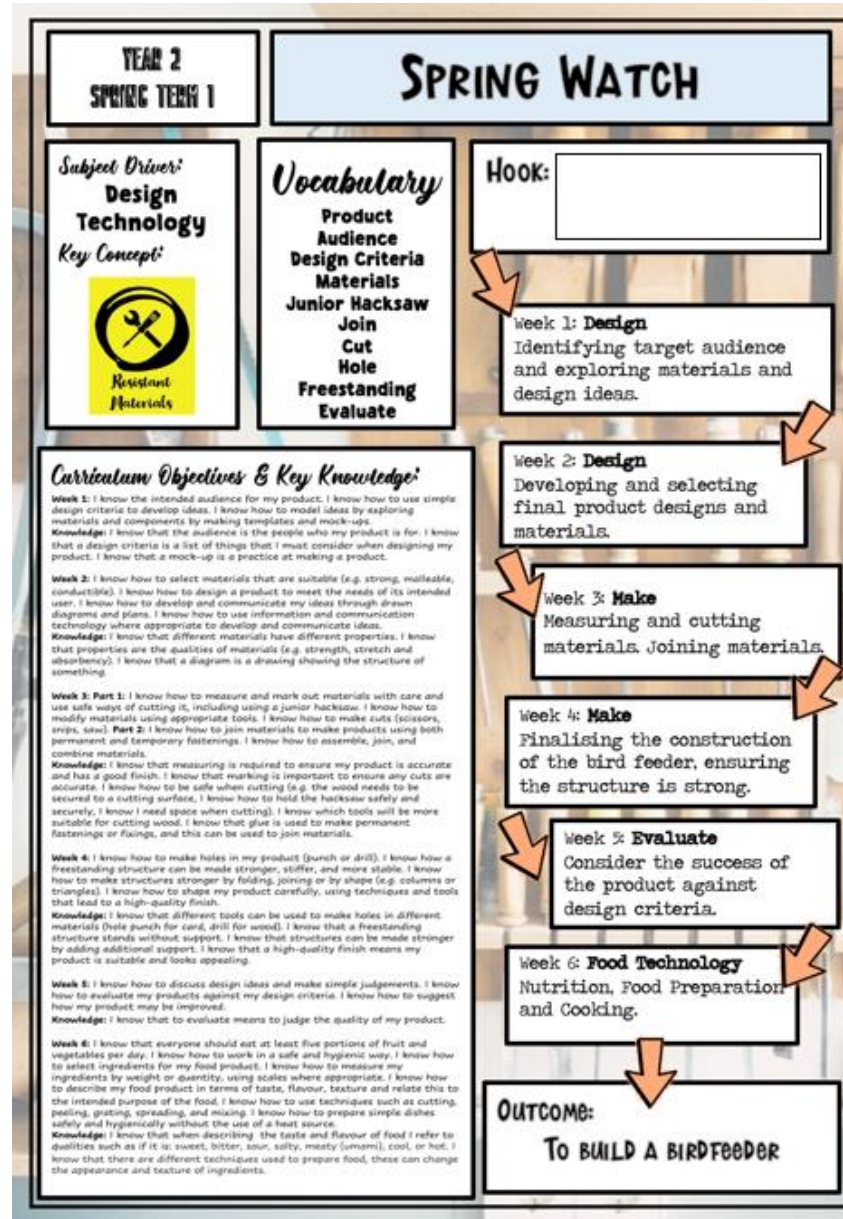 YEAR 2
SPRING TERM 1
SPRING WATCH
Subject Driver:
Design
Technology
Key Concept:
Resistant
Materials
Vocabulary
Product
Audience
Design Criteria
Materials
Junior Hacksaw
Join
Cut
Hole
Freestanding
Evaluate
HOOK:
Week 1: Design
Identifying target audience
and exploring materials and
design ideas.
Week 2: Design
Developing and selecting
final product designs and
materials.
Week 3: Make
Measuring and cutting
materials. Joining materials.
Week 4: Make
Finalising the construction
of the bird feeder, ensuring
the structure is strong.
Week 5: Evaluate
Consider the success of
the product against
design criteria.
Week 6: Food Technology
Nutrition, Food Preparation
and Cooking.
OUTCOME:
TO BUILD A BIRDFEEDER
Curriculum Objectives & Key Knowledge:
Week 1: I know the intended audience for my product. I know how to use simple
design criteria to develop ideas. I know how to model ideas by exploring
materials and components by making templates and mock-ups.
Knowledge: I know that the audience is the people who my product is for. I know
that a design criteria is a list of things that I must consider when designing my
product. I know that a mock-up is a practice at making a product.
Week 2: I know how to select materials that are suitable (e.g. strong, malleable,
conductible). I know how to design a product to meet the needs of its intended
user. I know how to develop and communicate my ideas through drawn
diagrams and plans. I know how to use information and communication
technology where appropriate to develop and communicate ideas.
Knowledge: I know that different materials have different properties. I know
that properties are the qualities of materials (e.g. strength, stretch and
absorbency). I know that a diagram is a drawing showing the structure of
something.
Week 3: Part 1: I know how to measure and mark out materials with care and
use safe ways of cutting it, including using a junior hacksaw. I know how to
modify materials using appropriate tools. I know how to make cuts (scissors,
snips, saw). Part 2: I know how to join materials to make products using both
permanent and temporary fastenings. I know how to assemble, join, and
combine materials.
Knowledge: I know that measuring is required to ensure my product is accurate
and has a good finish. I know that marking is important to ensure any cuts are
accurate. I know how to be safe when cutting (e.g. the wood needs to be
secured to a cutting surface, I know how to hold the hacksaw safely and
securely, I know I need space when cutting). I know which tools will be more
suitable for cutting wood. I know that glue is used to make permanent
fastenings or fixings, and this can be used to join materials.
Week 4: I know how to make holes in my product (punch or drill). I know how a
freestanding structure can be made stronger, stiffer, and more stable. I know
how to make structures stronger by folding, joining or by shape (e.g. columns or
triangles). I know how to shape my product carefully, using techniques and tools
that lead to a high-quality finish.
Knowledge: I know that different tools can be used to make holes in different
materials (hole punch for card, drill for wood). I know that a freestanding
structure stands without support. I know that structures can be made stronger
by adding additional support. I know that a high-quality finish means my
product is suitable and looks appealing.
Week 5: I know how to discuss design ideas and make simple judgements. I know
how to evaluate my products against my design criteria. I know how to suggest
how my product may be improved.
Knowledge: I know that to evaluate means to judge the quality of my product.
Week 6: I know that everyone should eat at least five portions of fruit and
vegetables per day. I know how to work in a safe and hygienic way. I know how
to select ingredients for my food product. I know how to measure my
ingredients by weight or quantity, using scales where appropriate. I know how
to describe my food product in terms of taste, flavour, texture and relate this to
the intended purpose of the food. I know how to use techniques such as cutting,
peeling, grating, spreading, and mixing. I know how to prepare simple dishes
safely and hygienically without the use of a heat source.
Knowledge: I know that when describing the taste and flavour of food I refer to
qualities such as if it is: sweet, bitter, sour, salty, meaty (umami), cool, or hot. I
know that there are different techniques used to prepare food, these can change
the appearance and texture of ingredients.